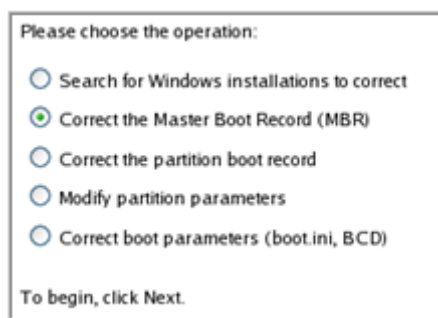 Please choose the operation:
Search for Windows installations to correct
Correct the Master Boot Record (MBR)
Correct the partition boot record
Modify partition parameters
Correct boot parameters (boot.ini, BCD)
To begin, click Next.